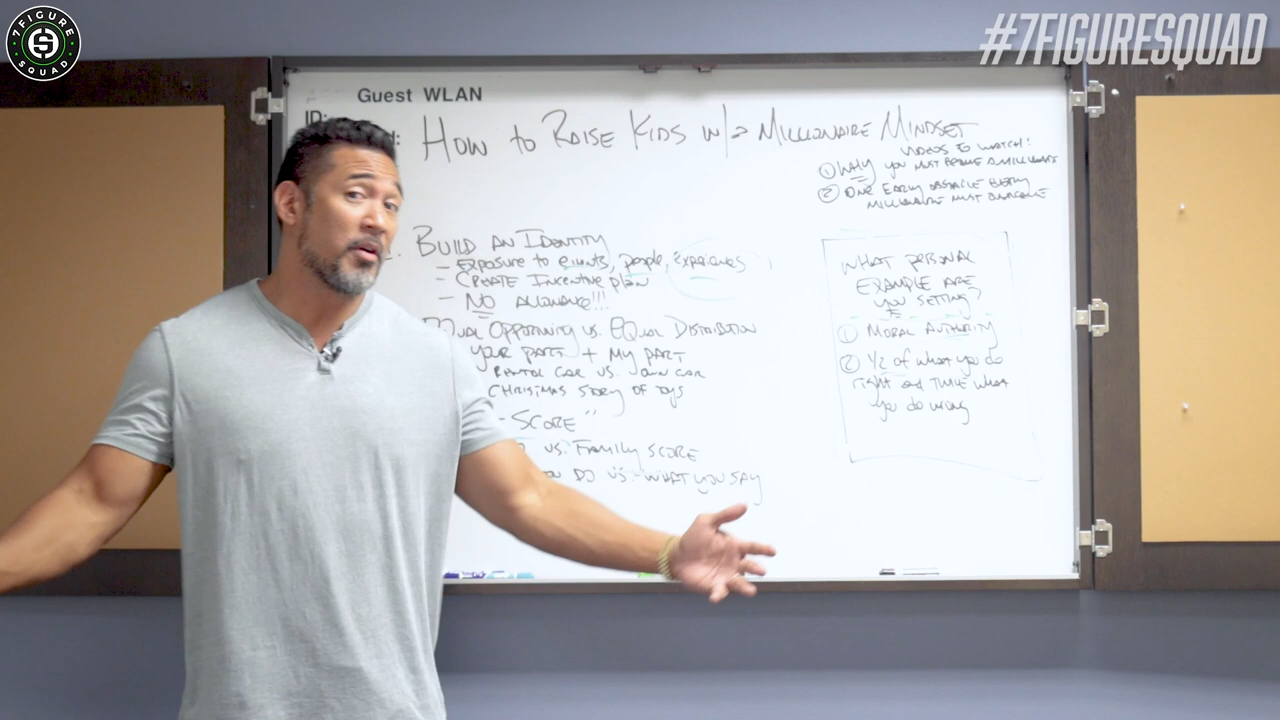 7FIGURE
SQUAD
#7FIGURESQUAD
Guest WLAN
ID:
How to Raise Kids w/a Millionaire Mindset
Videos to watch:
① Why you must become a millionaire
② One early obstacle every
millionaire must overcome
Build an Identity
- Exposure to events, people, experiences
- Create Incentive plan
- No Allowance!!!
Equal Opportunity vs. Equal Distribution
your part + my part
Rental car vs. own car
Christmas story of toys
Score"
vs. Family Score
you do vs. what you say
What personal
example are
you setting?
① Moral Authority
② 1/2 of what you do
right and twice what
you do wrong